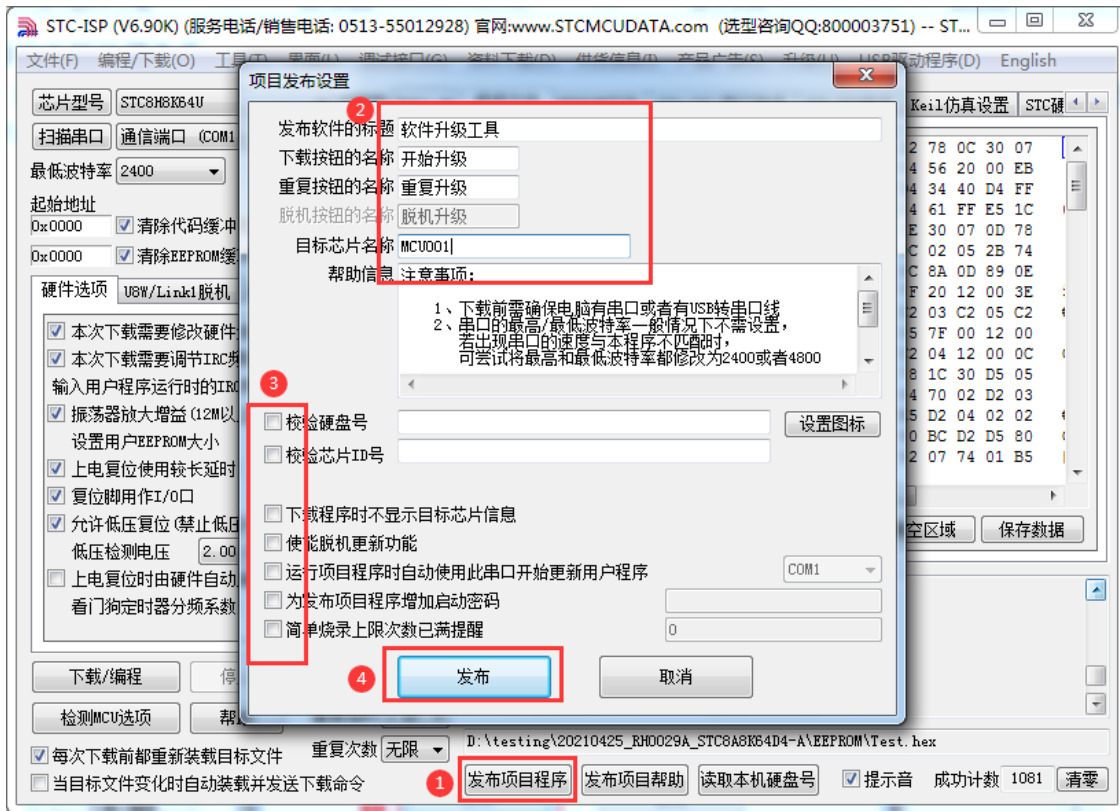 STC-ISP (V6.90K) (服务电话/销售电话: 0513-55012928) 官网:www.STCMCUDATA.com (选型咨询QQ:800003751) -- ST...
文件(F) 编程/下载(O)
驱动程序(D) English
项目发布设置
芯片型号 STC8H8K64U
Keil仿真设置 STC硬
扫描串口 通信端口 (COM1
最低波特率 2400
起始地址
0x0000 清除代码缓冲
0x0000 清除EEPROM缓
硬件选项 U8W/Link1脱机
本次下载需要修改硬件
本次下载需要调节IRC频
输入用户程序运行时的IRC
振荡器放大增益(12M以
设置用户EEPROM大小
上电复位使用较长延时
复位脚用作I/O口
允许低压复位(禁止低压
低压检测电压 2.00
上电复位时由硬件自动
看门狗定时器分频系数
2
发布软件的标题 软件升级工具
下载按钮的名称 开始升级
重复按钮的名称 重复升级
脱机按钮的名称 脱机升级
目标芯片名称 MCU001
帮助信息 注意事项:
1、下载前需确保电脑有串口或者有USB转串口线
2、串口的最高/最低波特率一般情况下不需设置,
若出现串口的速度与本程序不匹配时,
可尝试将最高和最低波特率都修改为2400或者4800
3
校验硬盘号 设置图标
校验芯片ID号
下载程序时不显示目标芯片信息
使能脱机更新功能
运行项目程序时自动使用此串口开始更新用户程序 COM1
为发布项目程序增加启动密码
简单烧录上限次数已满提醒 0
4 发布 取消
2 78 0C 30 07
4 56 20 00 EB
4 34 40 D4 FF
4 61 FF E5 1C
E 30 07 0D 78
C 02 05 2B 74
C 8A 0D 89 0E
F 20 12 00 3E
2 03 C2 05 C2
5 7F 00 12 00
2 04 12 00 0C
8 1C 30 D5 05
4 70 02 D2 03
5 D2 04 02 02
0 BC D2 D5 80
2 07 74 01 B5
空区域 保存数据
下载/编程 停
检测MCU选项 帮
每次下载前都重新装载目标文件 重复次数 无限
D:\testing\20210425_RH0029A_STC8A8K64D4-A\EEPROM\Test.hex
当目标文件变化时自动装载并发送下载命令
1 发布项目程序 发布项目帮助 读取本机硬盘号 提示音 成功计数 1081 清零